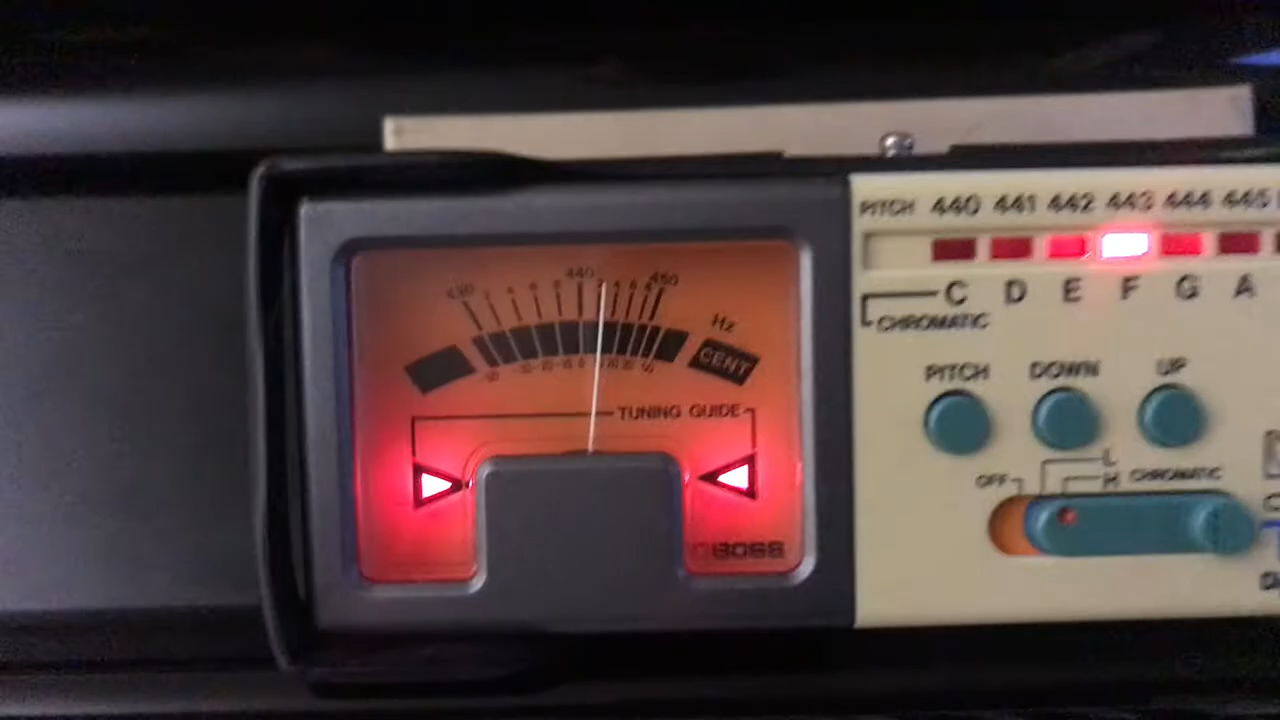 PITCH 440 441 442 443 444 445
C D E F G A
CHROMATIC
430 440 450
Hz
CENT
TUNING GUIDE
PITCH DOWN UP
OFF L
H CHROMATIC
BOSS